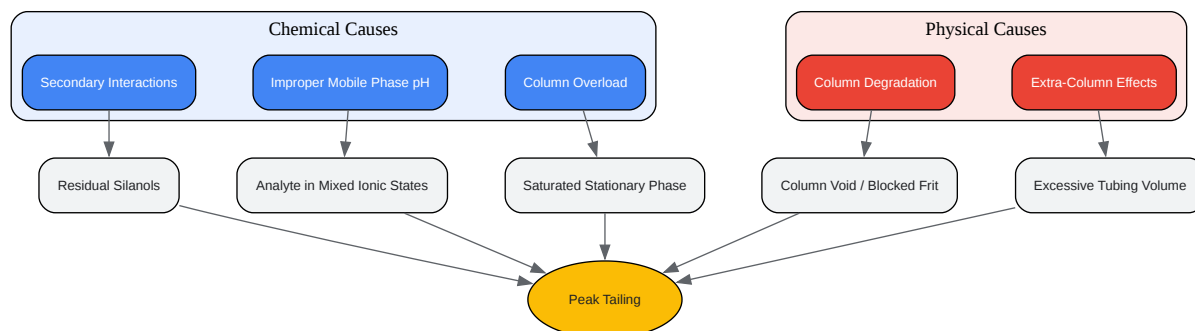 Chemical Causes
Physical Causes
Secondary Interactions
Improper Mobile Phase pH
Column Overload
Column Degradation
Extra-Column Effects
Residual Silanols
Analyte in Mixed Ionic States
Saturated Stationary Phase
Column Void / Blocked Frit
Excessive Tubing Volume
Peak Tailing